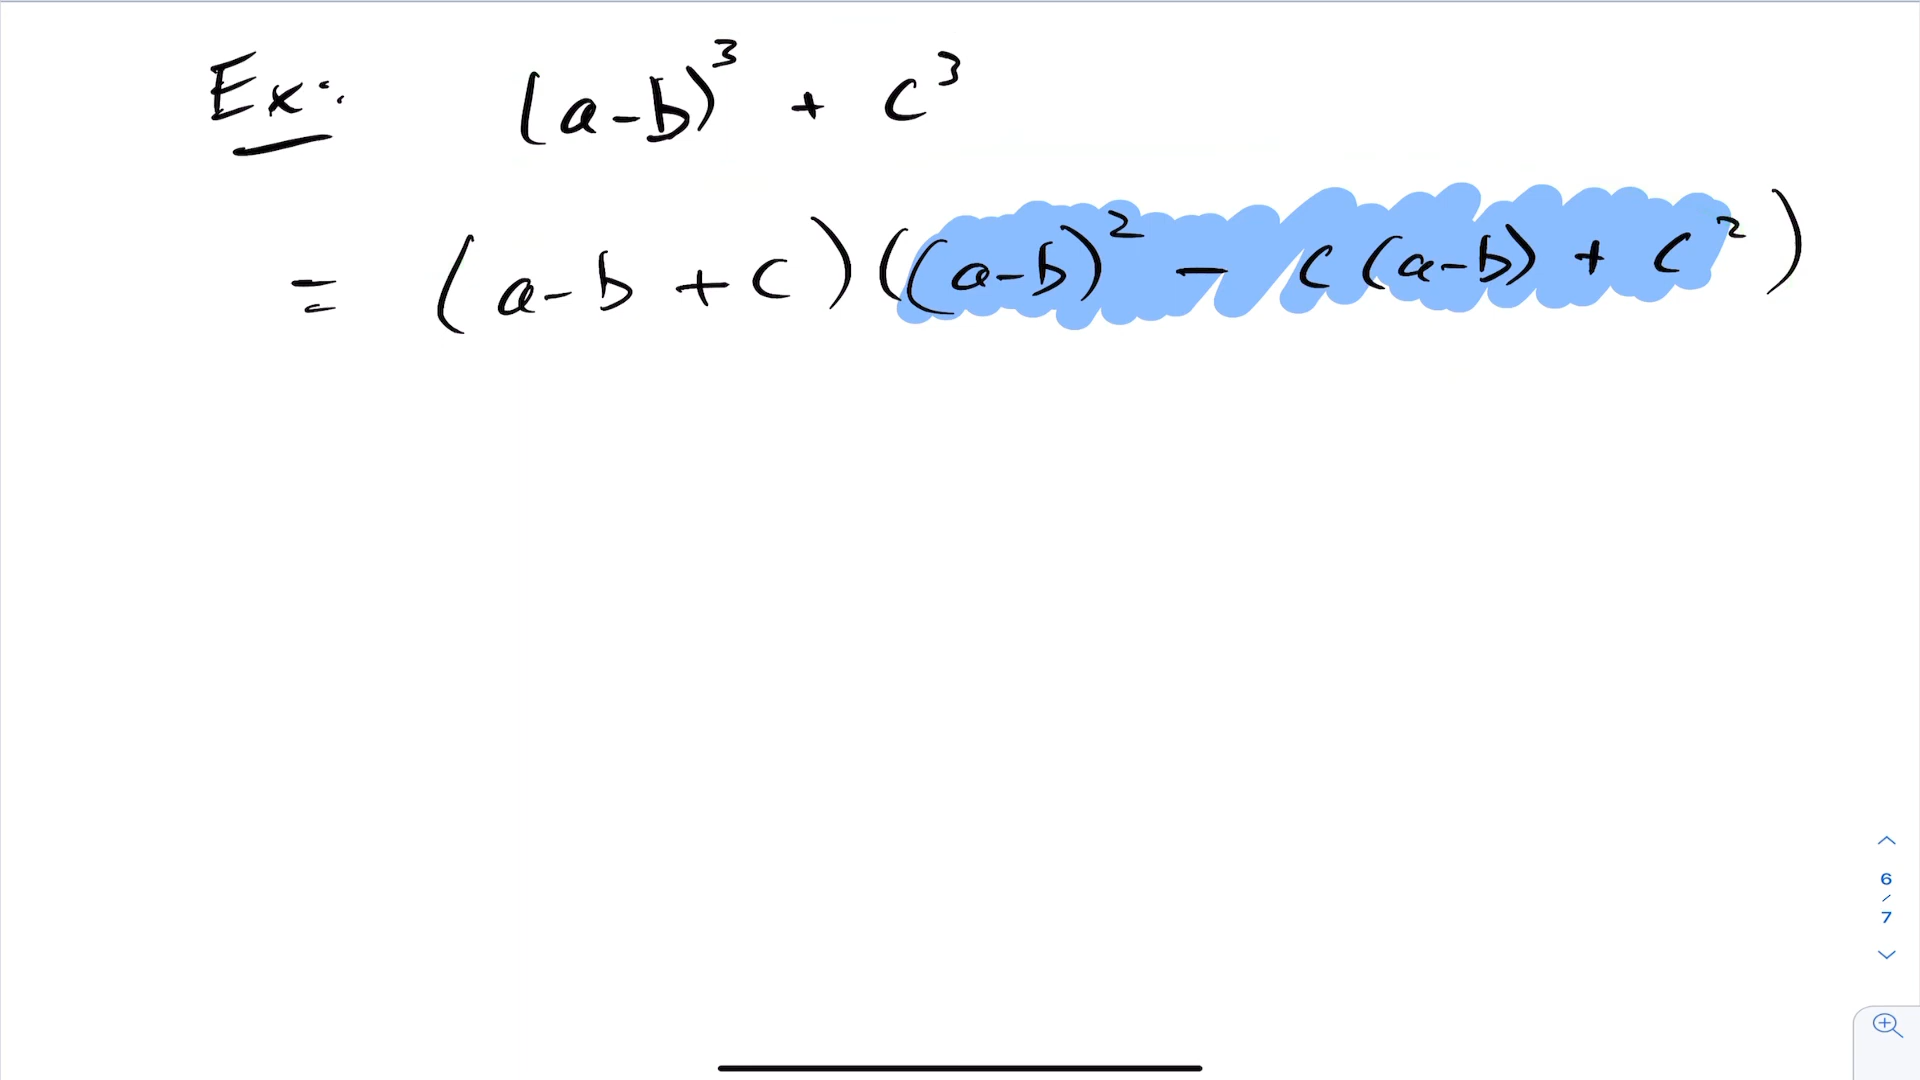 Ex: (a-b)³ + c³
= (a-b+c)((a-b)² - c(a-b) + c²)
6
/
7